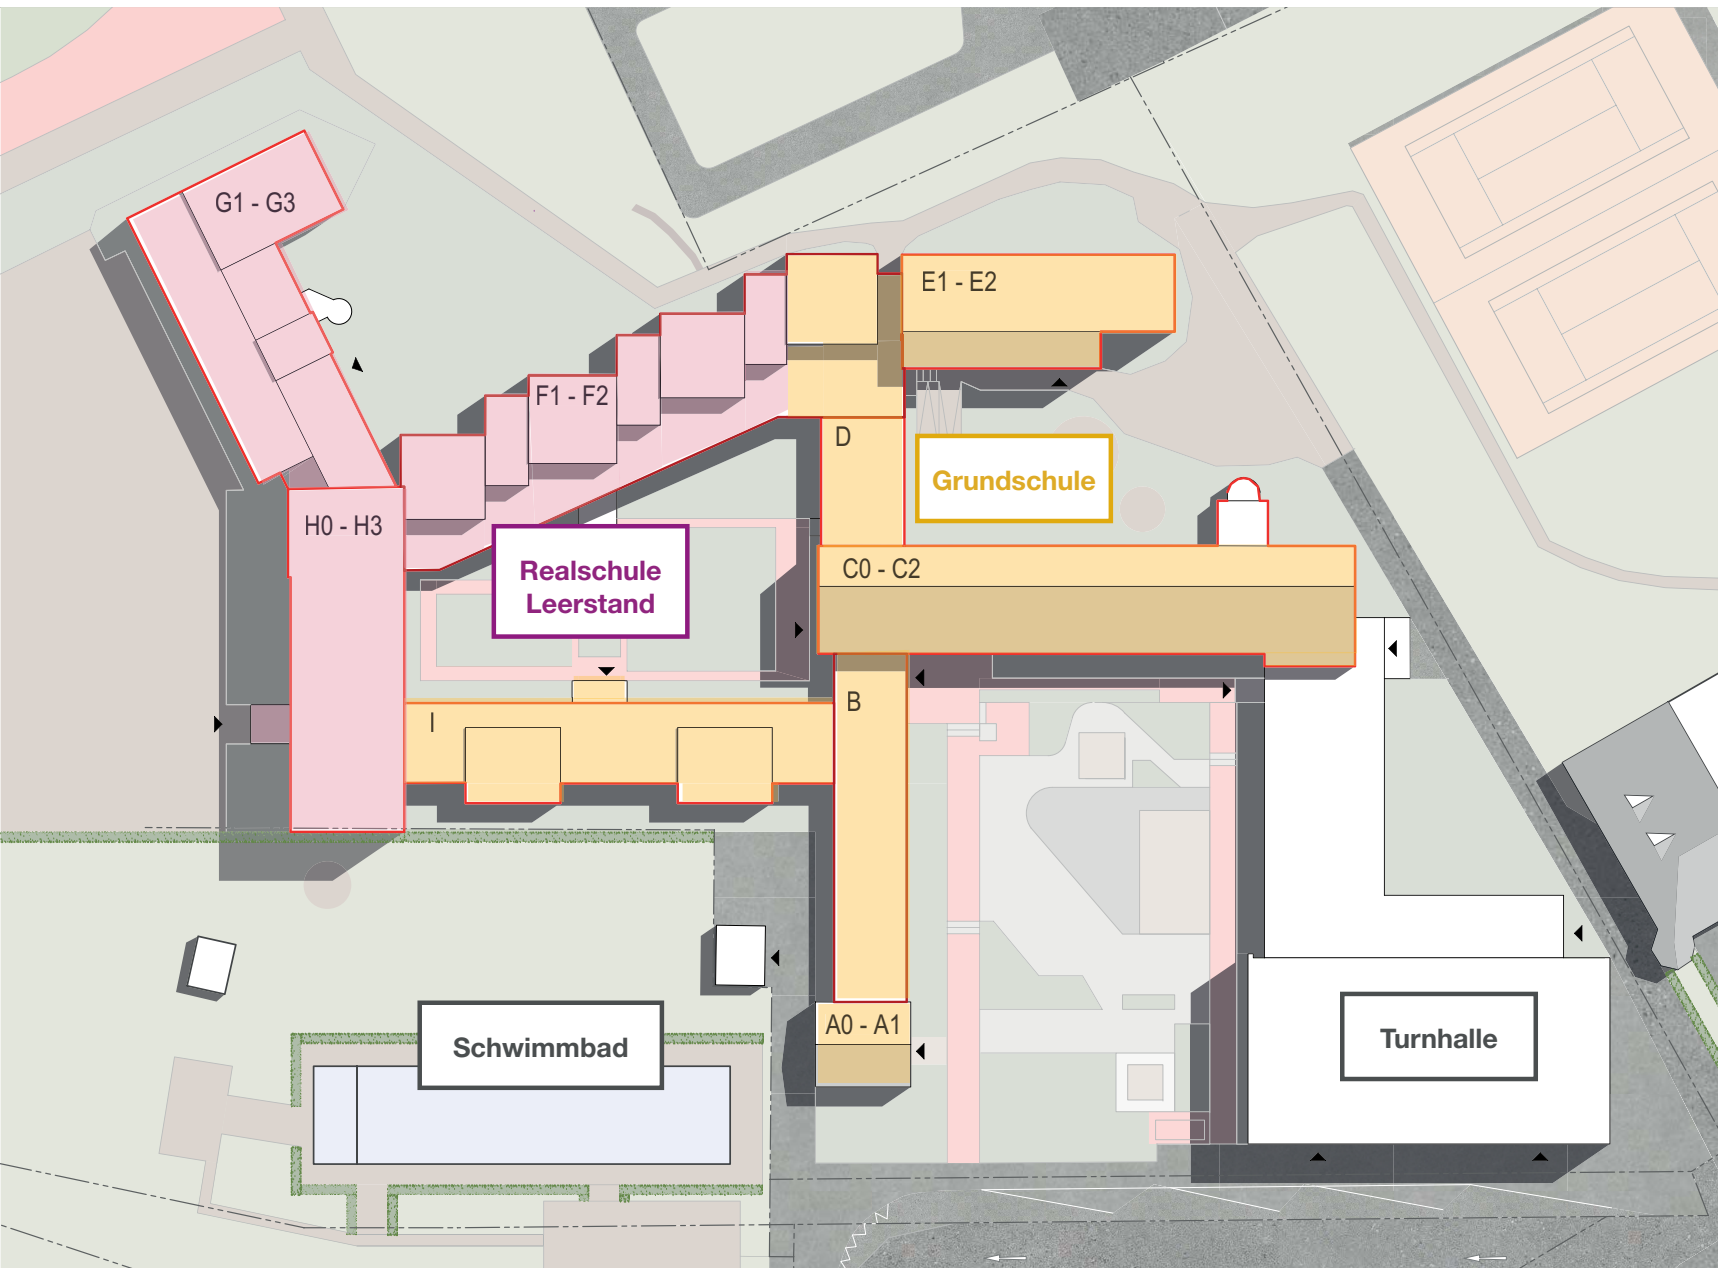 G1 - G3
E1 - E2
F1 - F2
D
Grundschule
H0 - H3
Realschule
Leerstand
C0 - C2
I
B
A0 - A1
Schwimmbad
Turnhalle